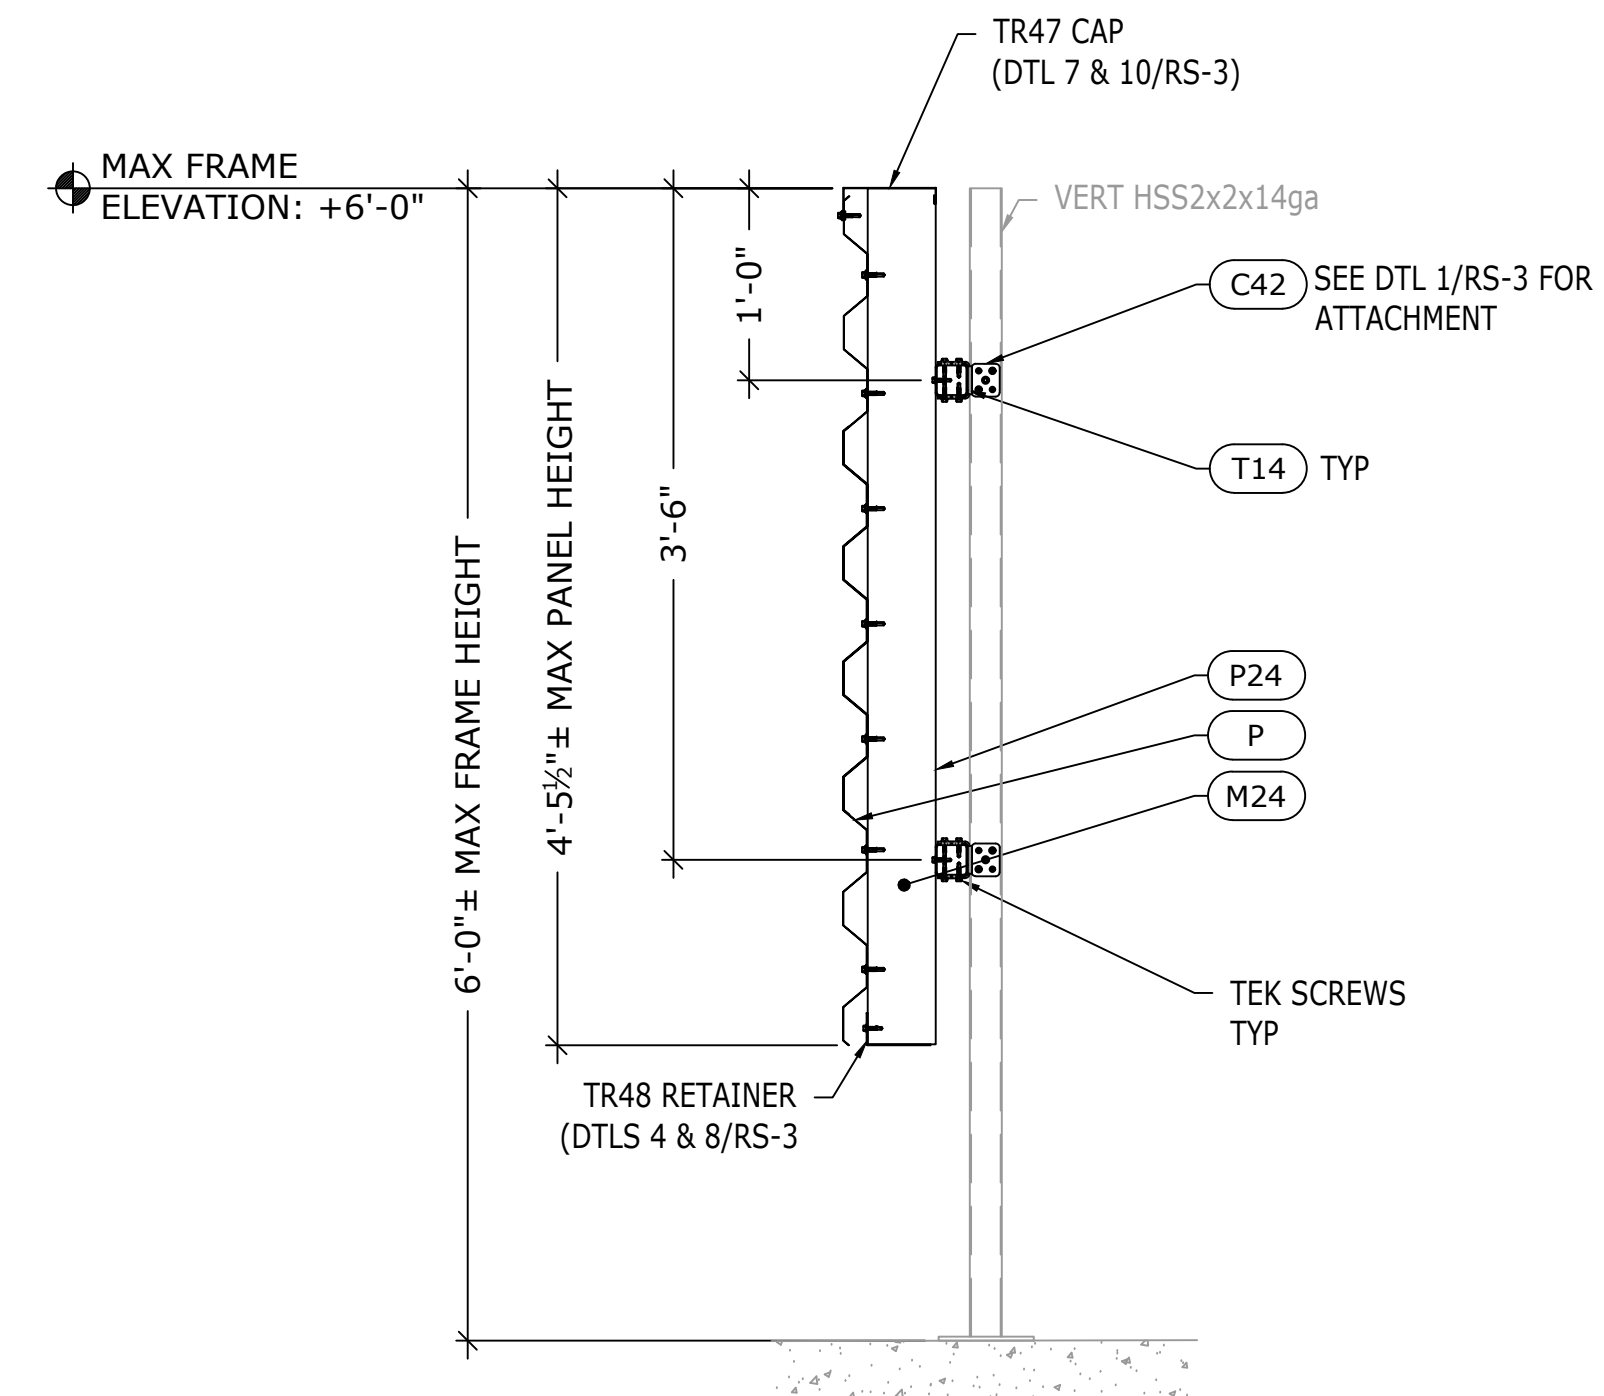 TR47 CAP
(DTL 7 & 10/RS-3)
MAX FRAME
ELEVATION: +6'-0"
VERT HSS2x2x14ga
C42 SEE DTL 1/RS-3 FOR
ATTACHMENT
1'-0"
T14 TYP
3'-6"
4'-5½"± MAX PANEL HEIGHT
6'-0"± MAX FRAME HEIGHT
P24
P
M24
TEK SCREWS
TYP
TR48 RETAINER
(DTLS 4 & 8/RS-3